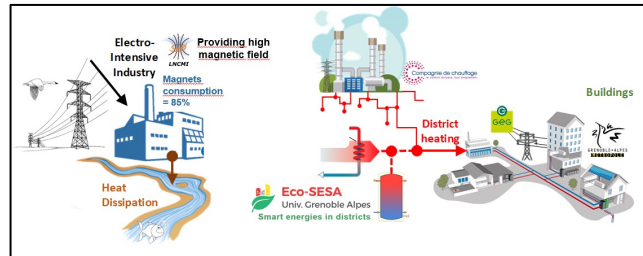 Electro-
Intensive
Industry
LNCMI
Providing high
magnetic field
Magnets
consumption
= 85%
Heat
Dissipation
Compagnie de chauffage
District
heating
Eco-SESA
Univ. Grenoble Alpes
Smart energies in districts
GEG
Buildings
GRENOBLE-ALPES
METROPOLE